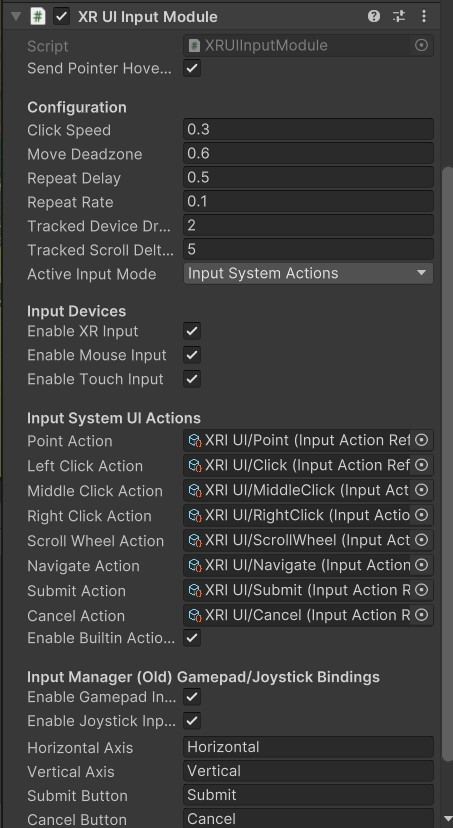 XR UI Input Module
Script XRUIInputModule
Send Pointer Hove...
Configuration
Click Speed 0.3
Move Deadzone 0.6
Repeat Delay 0.5
Repeat Rate 0.1
Tracked Device Dr... 2
Tracked Scroll Delt... 5
Active Input Mode Input System Actions
Input Devices
Enable XR Input
Enable Mouse Input
Enable Touch Input
Input System UI Actions
Point Action XRI UI/Point (Input Action Ref
Left Click Action XRI UI/Click (Input Action Ref
Middle Click Action XRI UI/MiddleClick (Input Act
Right Click Action XRI UI/RightClick (Input Actio
Scroll Wheel Action XRI UI/ScrollWheel (Input Act
Navigate Action XRI UI/Navigate (Input Action
Submit Action XRI UI/Submit (Input Action R
Cancel Action XRI UI/Cancel (Input Action R
Enable Builtin Actio...
Input Manager (Old) Gamepad/Joystick Bindings
Enable Gamepad In...
Enable Joystick Inp...
Horizontal Axis Horizontal
Vertical Axis Vertical
Submit Button Submit
Cancel Button Cancel